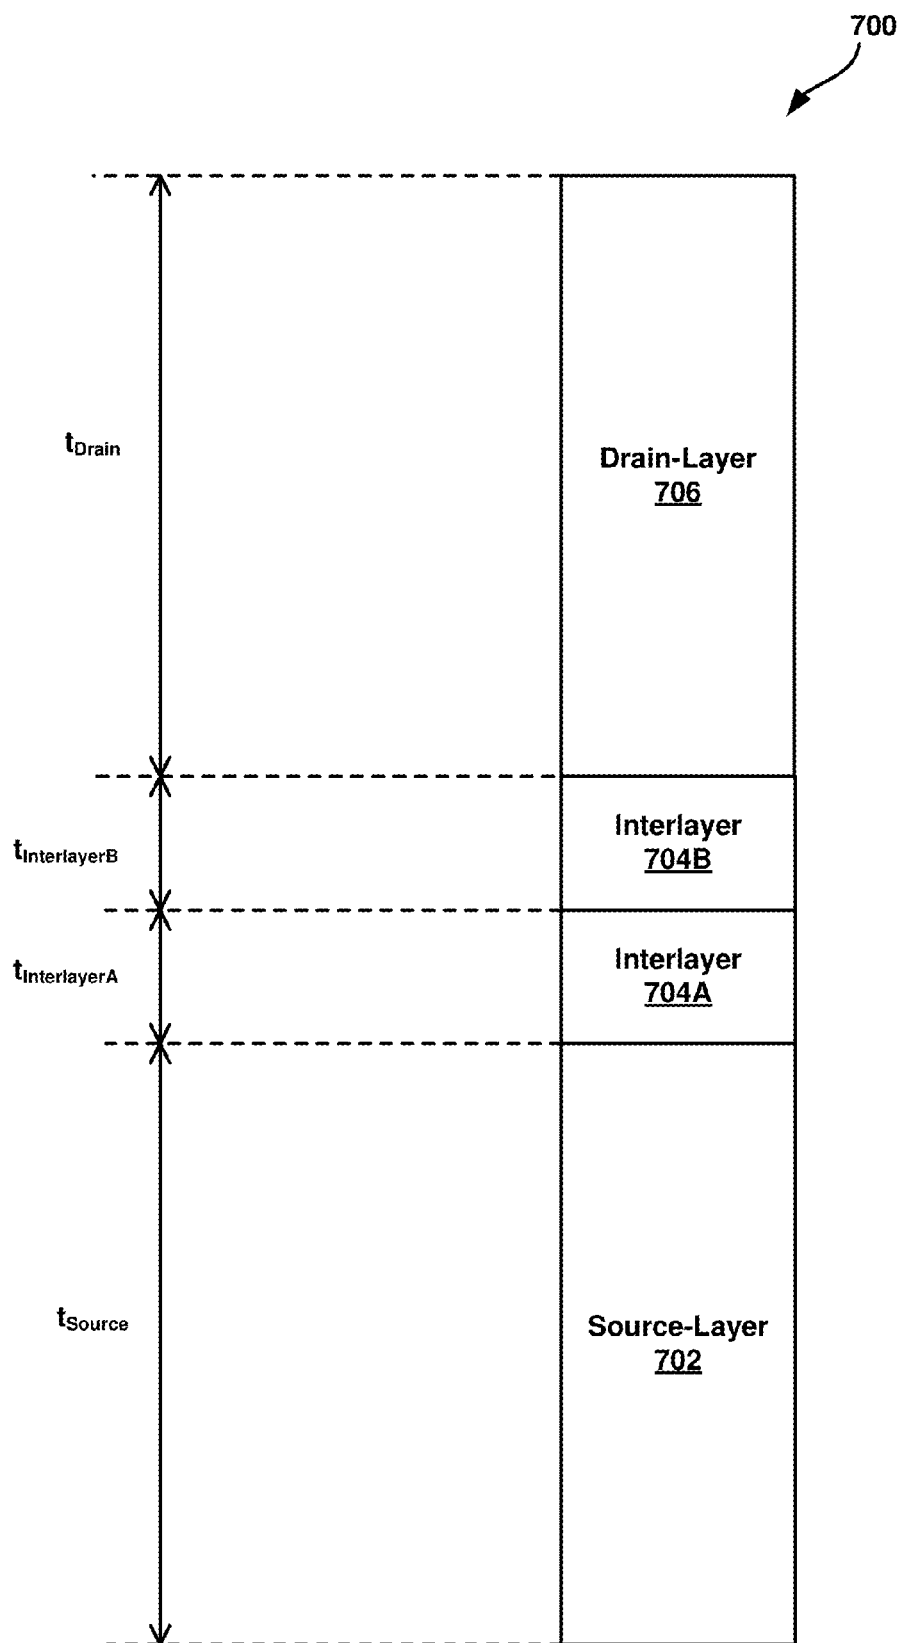 700
tDrain
Drain-Layer
706
tInterlayerB
Interlayer
704B
tInterlayerA
Interlayer
704A
tSource
Source-Layer
702